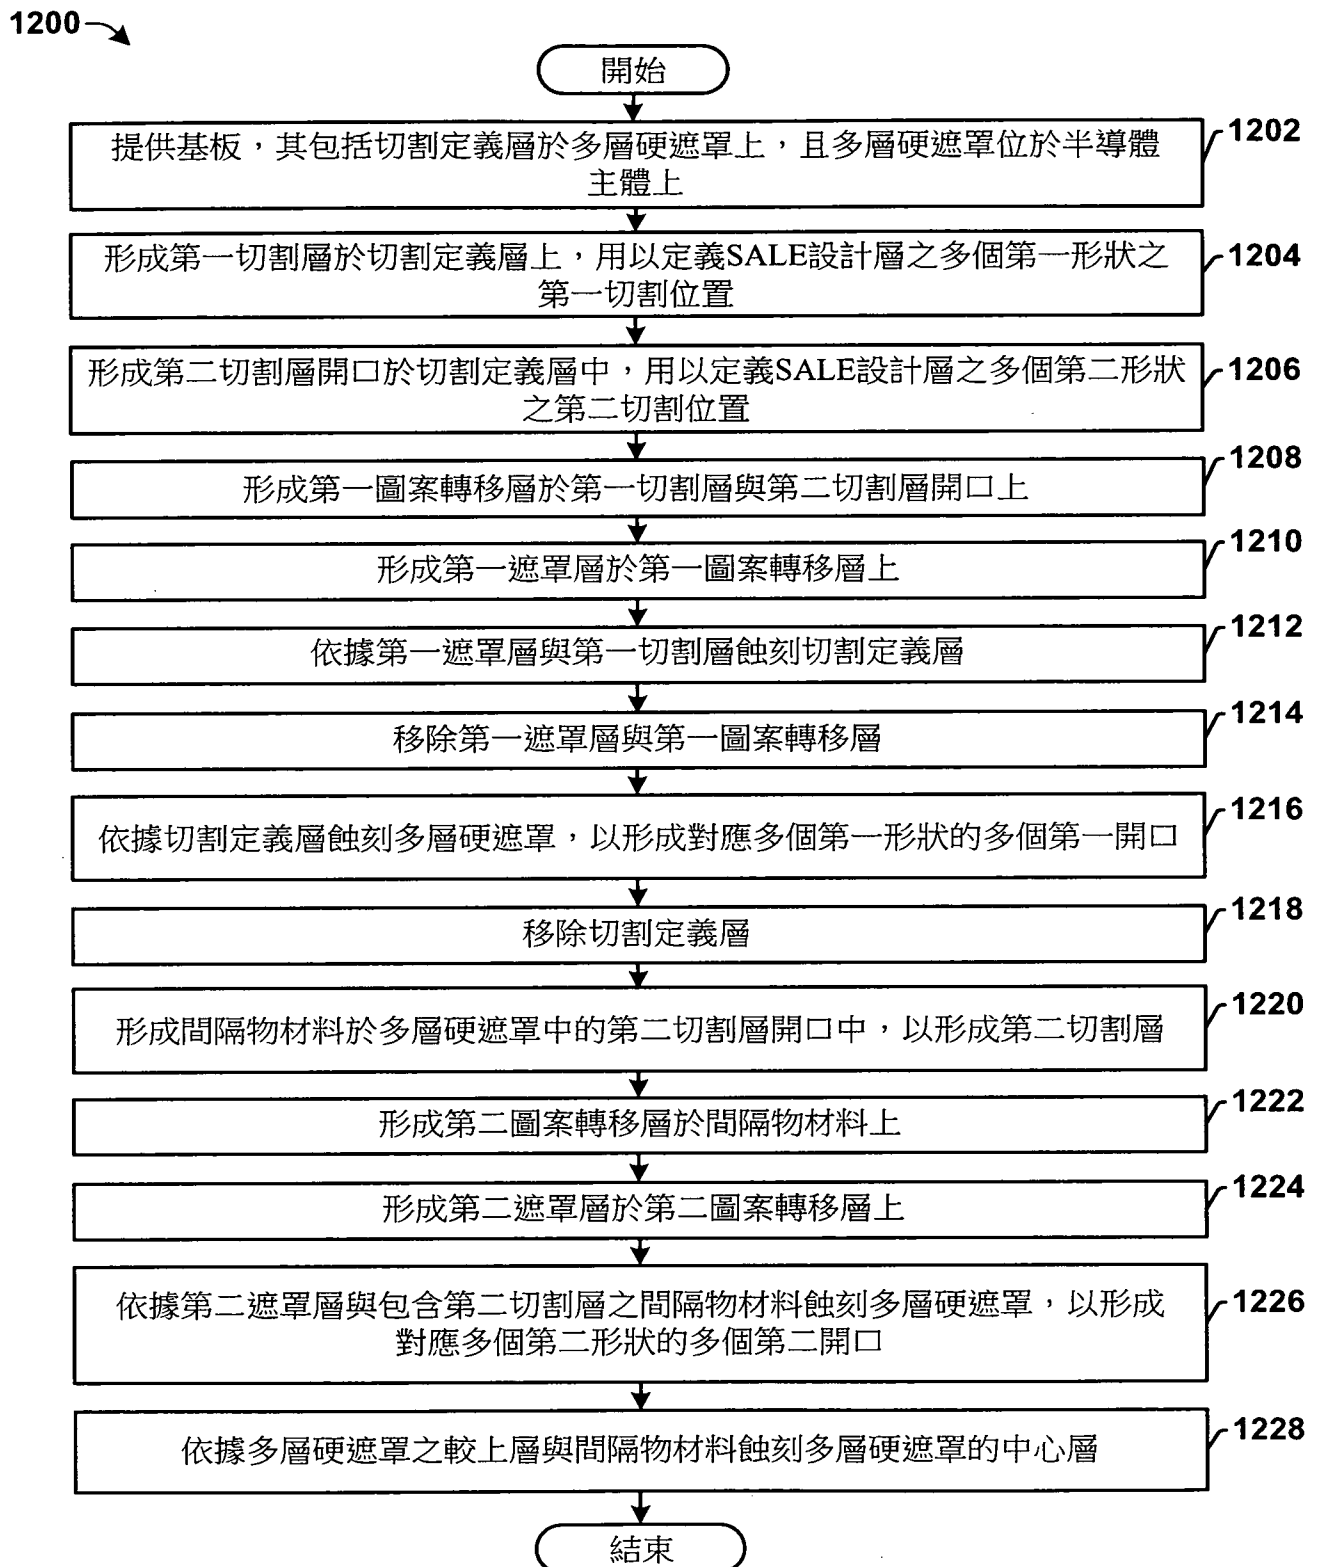 1200
開始
提供基板，其包括切割定義層於多層硬遮罩上，且多層硬遮罩位於半導體
主體上
1202
形成第一切割層於切割定義層上，用以定義SALE設計層之多個第一形狀之
第一切割位置
1204
形成第二切割層開口於切割定義層中，用以定義SALE設計層之多個第二形狀
之第二切割位置
1206
形成第一圖案轉移層於第一切割層與第二切割層開口上
1208
形成第一遮罩層於第一圖案轉移層上
1210
依據第一遮罩層與第一切割層蝕刻切割定義層
1212
移除第一遮罩層與第一圖案轉移層
1214
依據切割定義層蝕刻多層硬遮罩，以形成對應多個第一形狀的多個第一開口
1216
移除切割定義層
1218
形成間隔物材料於多層硬遮罩中的第二切割層開口中，以形成第二切割層
1220
形成第二圖案轉移層於間隔物材料上
1222
形成第二遮罩層於第二圖案轉移層上
1224
依據第二遮罩層與包含第二切割層之間隔物材料蝕刻多層硬遮罩，以形成
對應多個第二形狀的多個第二開口
1226
依據多層硬遮罩之較上層與間隔物材料蝕刻多層硬遮罩的中心層
1228
結束